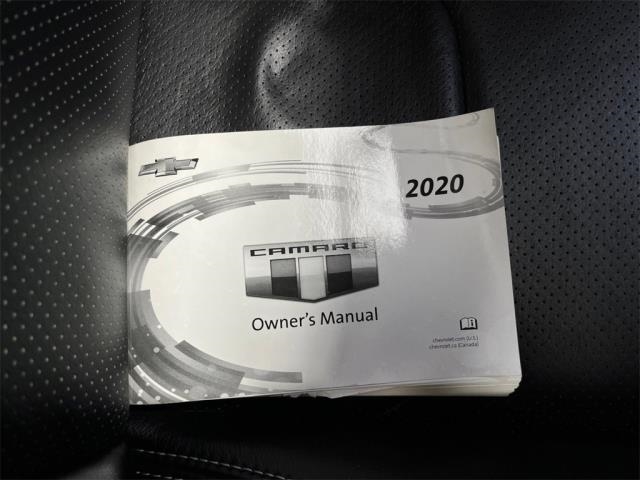 2020
CAMARO
Owner's Manual
chevrolet.com (U.S.)
chevrolet.ca (Canada)